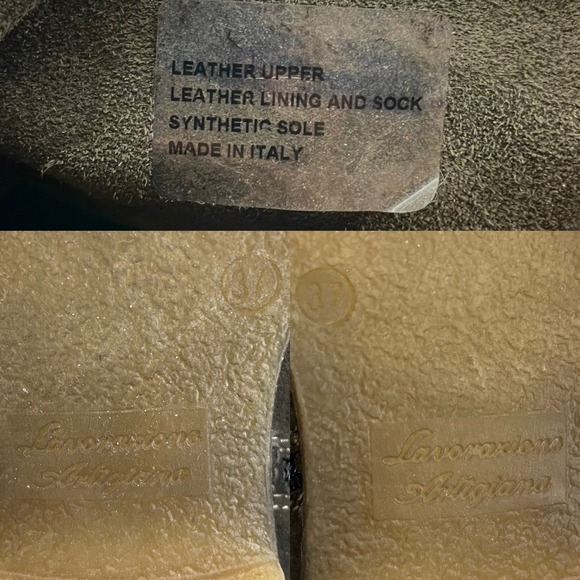 LEATHER UPPER
LEATHER LINING AND SOCK
SYNTHETIC SOLE
MADE IN ITALY
37
37
Lavorazione
Artigiana
Lavorazione
Artigiana